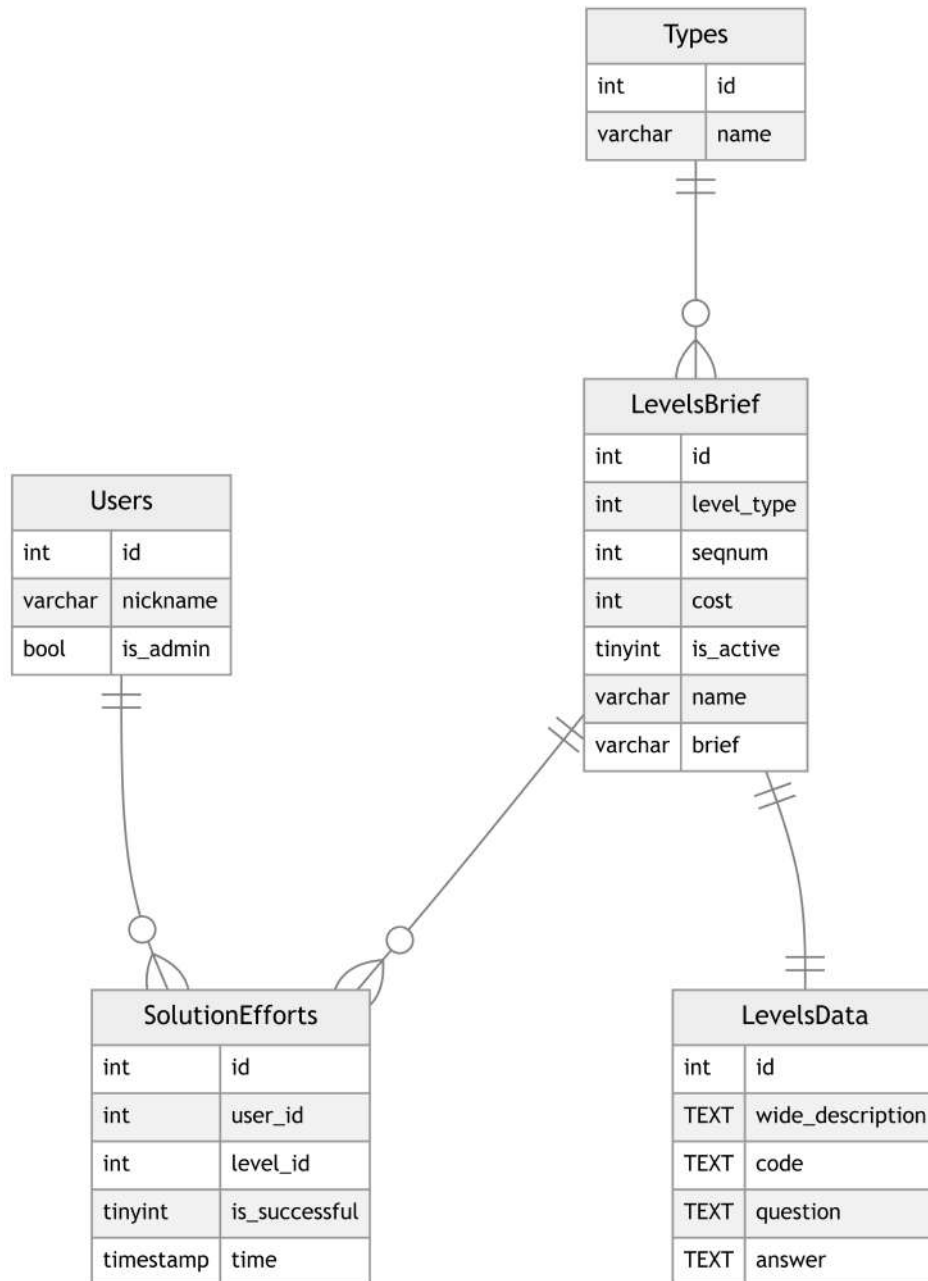 Types
int id
varchar name
LevelsBrief
int id
int level_type
int seqnum
int cost
tinyint is_active
varchar name
varchar brief
Users
int id
varchar nickname
bool is_admin
SolutionEfforts
int id
int user_id
int level_id
tinyint is_successful
timestamp time
LevelsData
int id
TEXT wide_description
TEXT code
TEXT question
TEXT answer